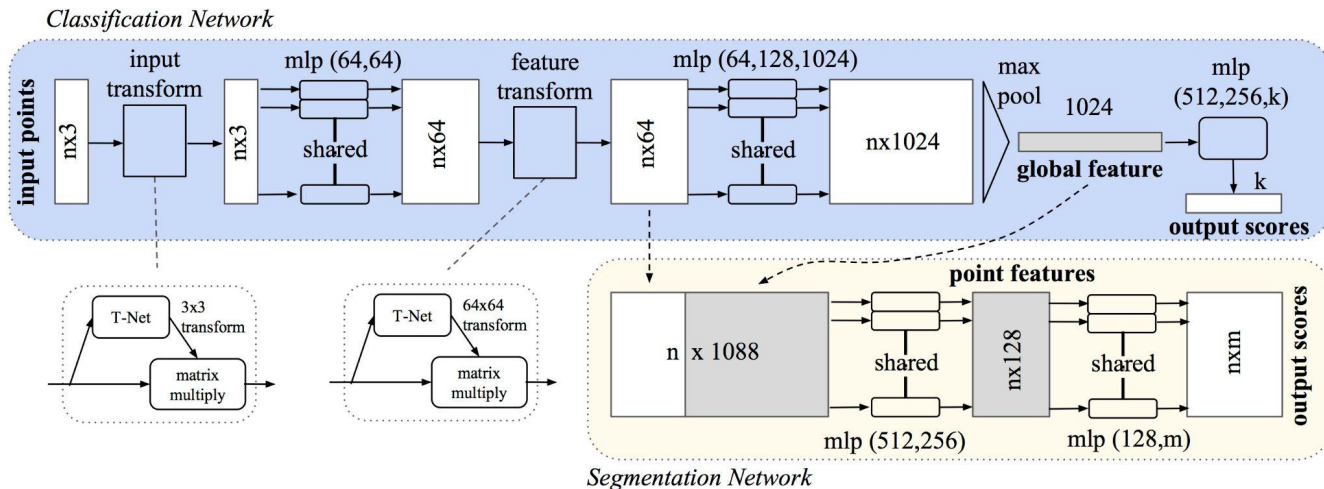 Classification Network
input points
nx3
input
transform
nx3
mlp (64,64)
shared
nx64
feature
transform
nx64
mlp (64,128,1024)
shared
nx1024
max
pool
1024
global feature
mlp
(512,256,k)
k
output scores
T-Net
3x3
transform
matrix
multiply
T-Net
64x64
transform
matrix
multiply
point features
n x 1088
shared
mlp (512,256)
nx128
shared
mlp (128,m)
nxm
output scores
Segmentation Network